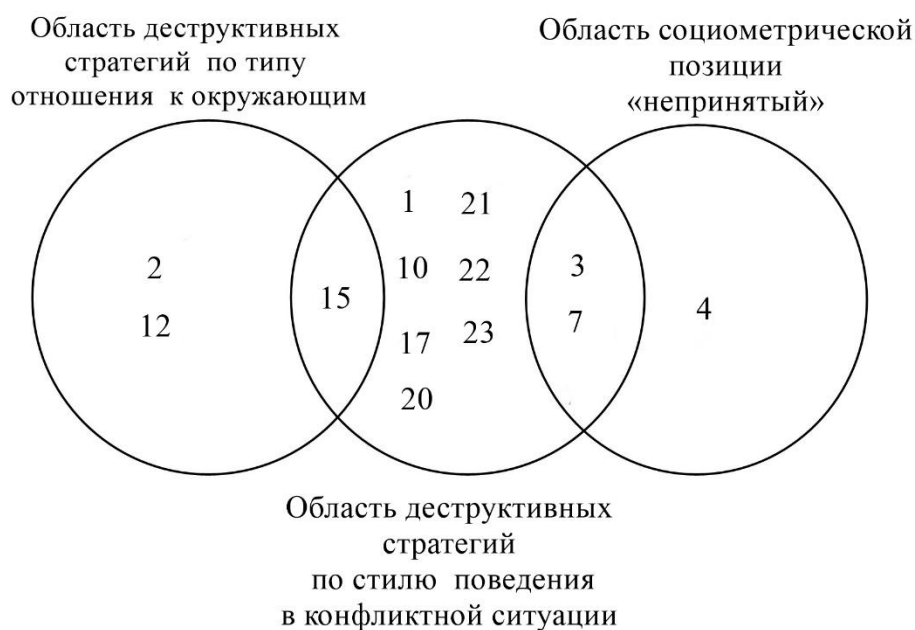 Область деструктивных
стратегий по типу
отношения к окружающим
Область социометрической
позиции
«непринятый»
1 21
2 10 22 3
12 15 17 23 7 4
20
Область деструктивных
стратегий
по стилю поведения
в конфликтной ситуации